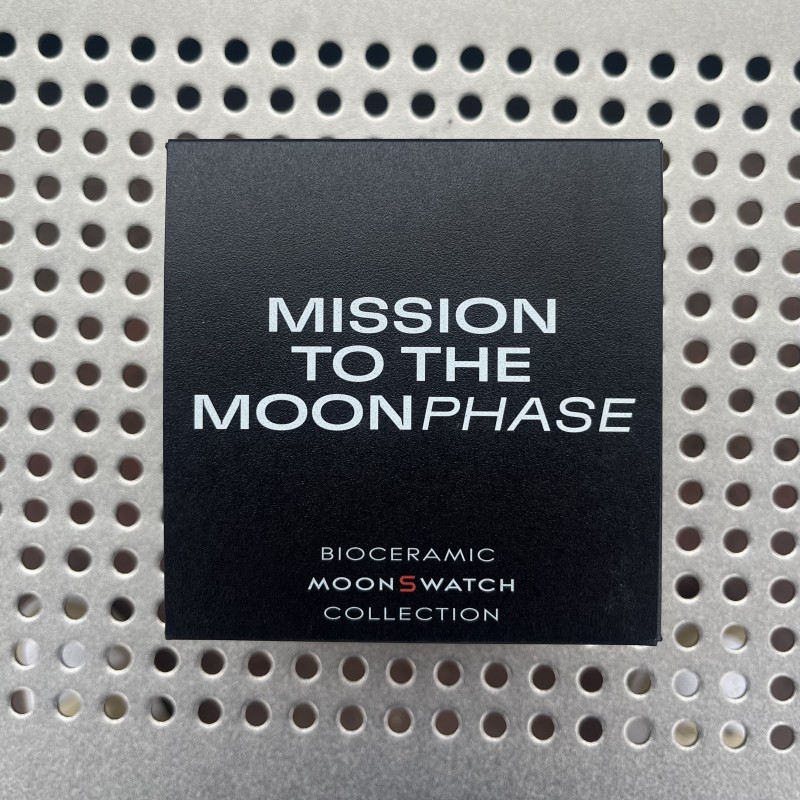 MISSION
TO THE
MOONPHASE
BIOCERAMIC
MOONSWATCH
COLLECTION